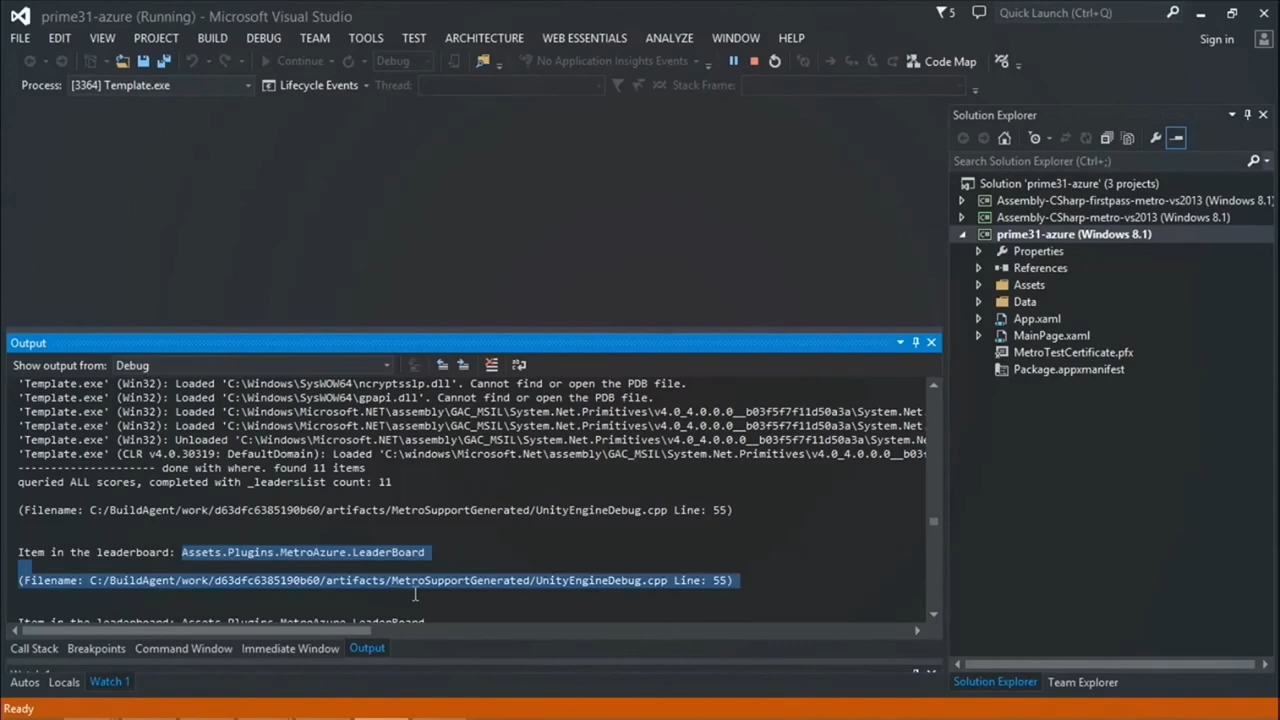 prime31-azure (Running) - Microsoft Visual Studio
5
Quick Launch (Ctrl+Q)
FILE EDIT VIEW PROJECT BUILD DEBUG TEAM TOOLS TEST ARCHITECTURE WEB ESSENTIALS ANALYZE WINDOW HELP
Sign in
Continue Debug No Application Insights Events Code Map
Process: [3364] Template.exe Lifecycle Events Thread: Stack Frame:
Solution Explorer
Search Solution Explorer (Ctrl+;)
Solution 'prime31-azure' (3 projects)
Assembly-CSharp-firstpass-metro-vs2013 (Windows 8.1)
Assembly-CSharp-metro-vs2013 (Windows 8.1)
prime31-azure (Windows 8.1)
Properties
References
Assets
Data
App.xaml
MainPage.xaml
MetroTestCertificate.pfx
Package.appxmanifest
Output
Show output from: Debug
'Template.exe' (Win32): Loaded 'C:\Windows\SysWOW64\ncryptsslp.dll'. Cannot find or open the PDB file.
'Template.exe' (Win32): Loaded 'C:\Windows\SysWOW64\gpapi.dll'. Cannot find or open the PDB file.
'Template.exe' (Win32): Loaded 'C:\Windows\Microsoft.NET\assembly\GAC_MSIL\System.Net.Primitives\v4.0_4.0.0.0__b03f5f7f11d50a3a\System.Net
'Template.exe' (Win32): Loaded 'C:\Windows\Microsoft.NET\assembly\GAC_MSIL\System.Net.Primitives\v4.0_4.0.0.0__b03f5f7f11d50a3a\System.Net
'Template.exe' (Win32): Unloaded 'C:\Windows\Microsoft.NET\assembly\GAC_MSIL\System.Net.Primitives\v4.0_4.0.0.0__b03f5f7f11d50a3a\System.Ne
'Template.exe' (CLR v4.0.30319: DefaultDomain): Loaded 'C:\windows\Microsoft.Net\assembly\GAC_MSIL\System.Net.Primitives\v4.0_4.0.0.0__b03
--------------------- done with where. found 11 items
queried ALL scores, completed with _leadersList count: 11
(Filename: C:/BuildAgent/work/d63dfc6385190b60/artifacts/MetroSupportGenerated/UnityEngineDebug.cpp Line: 55)
Item in the leaderboard: Assets.Plugins.MetroAzure.LeaderBoard
(Filename: C:/BuildAgent/work/d63dfc6385190b60/artifacts/MetroSupportGenerated/UnityEngineDebug.cpp Line: 55)
Item in the leaderboard: Assets.Plugins.MetroAzure.LeaderBoard
Call Stack Breakpoints Command Window Immediate Window Output
Autos Locals Watch 1
Solution Explorer Team Explorer
Ready